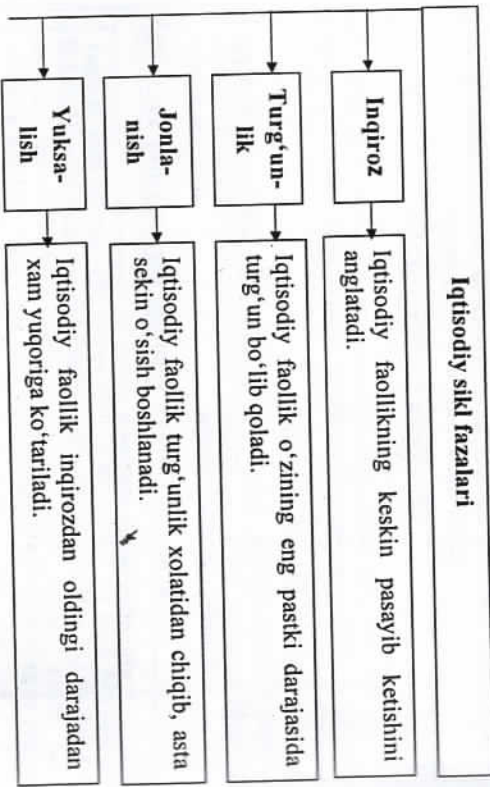 Iqtisodiy sikl fazalari
Inqiroz
Iqtisodiy faollikning keskin pasayib ketishini
anglatadi.
Turg‘un-
lik
Iqtisodiy faollik o‘zining eng pastki darajasida
turg‘un bo‘lib qoladi.
Jonla-
nish
Iqtisodiy faollik turg‘unlik xolatidan chiqib, asta
sekin o‘sish boshlanadi.
Yuksa-
lish
Iqtisodiy faollik inqirozdan oldingi darajadan
xam yuqoriga ko‘tariladi.